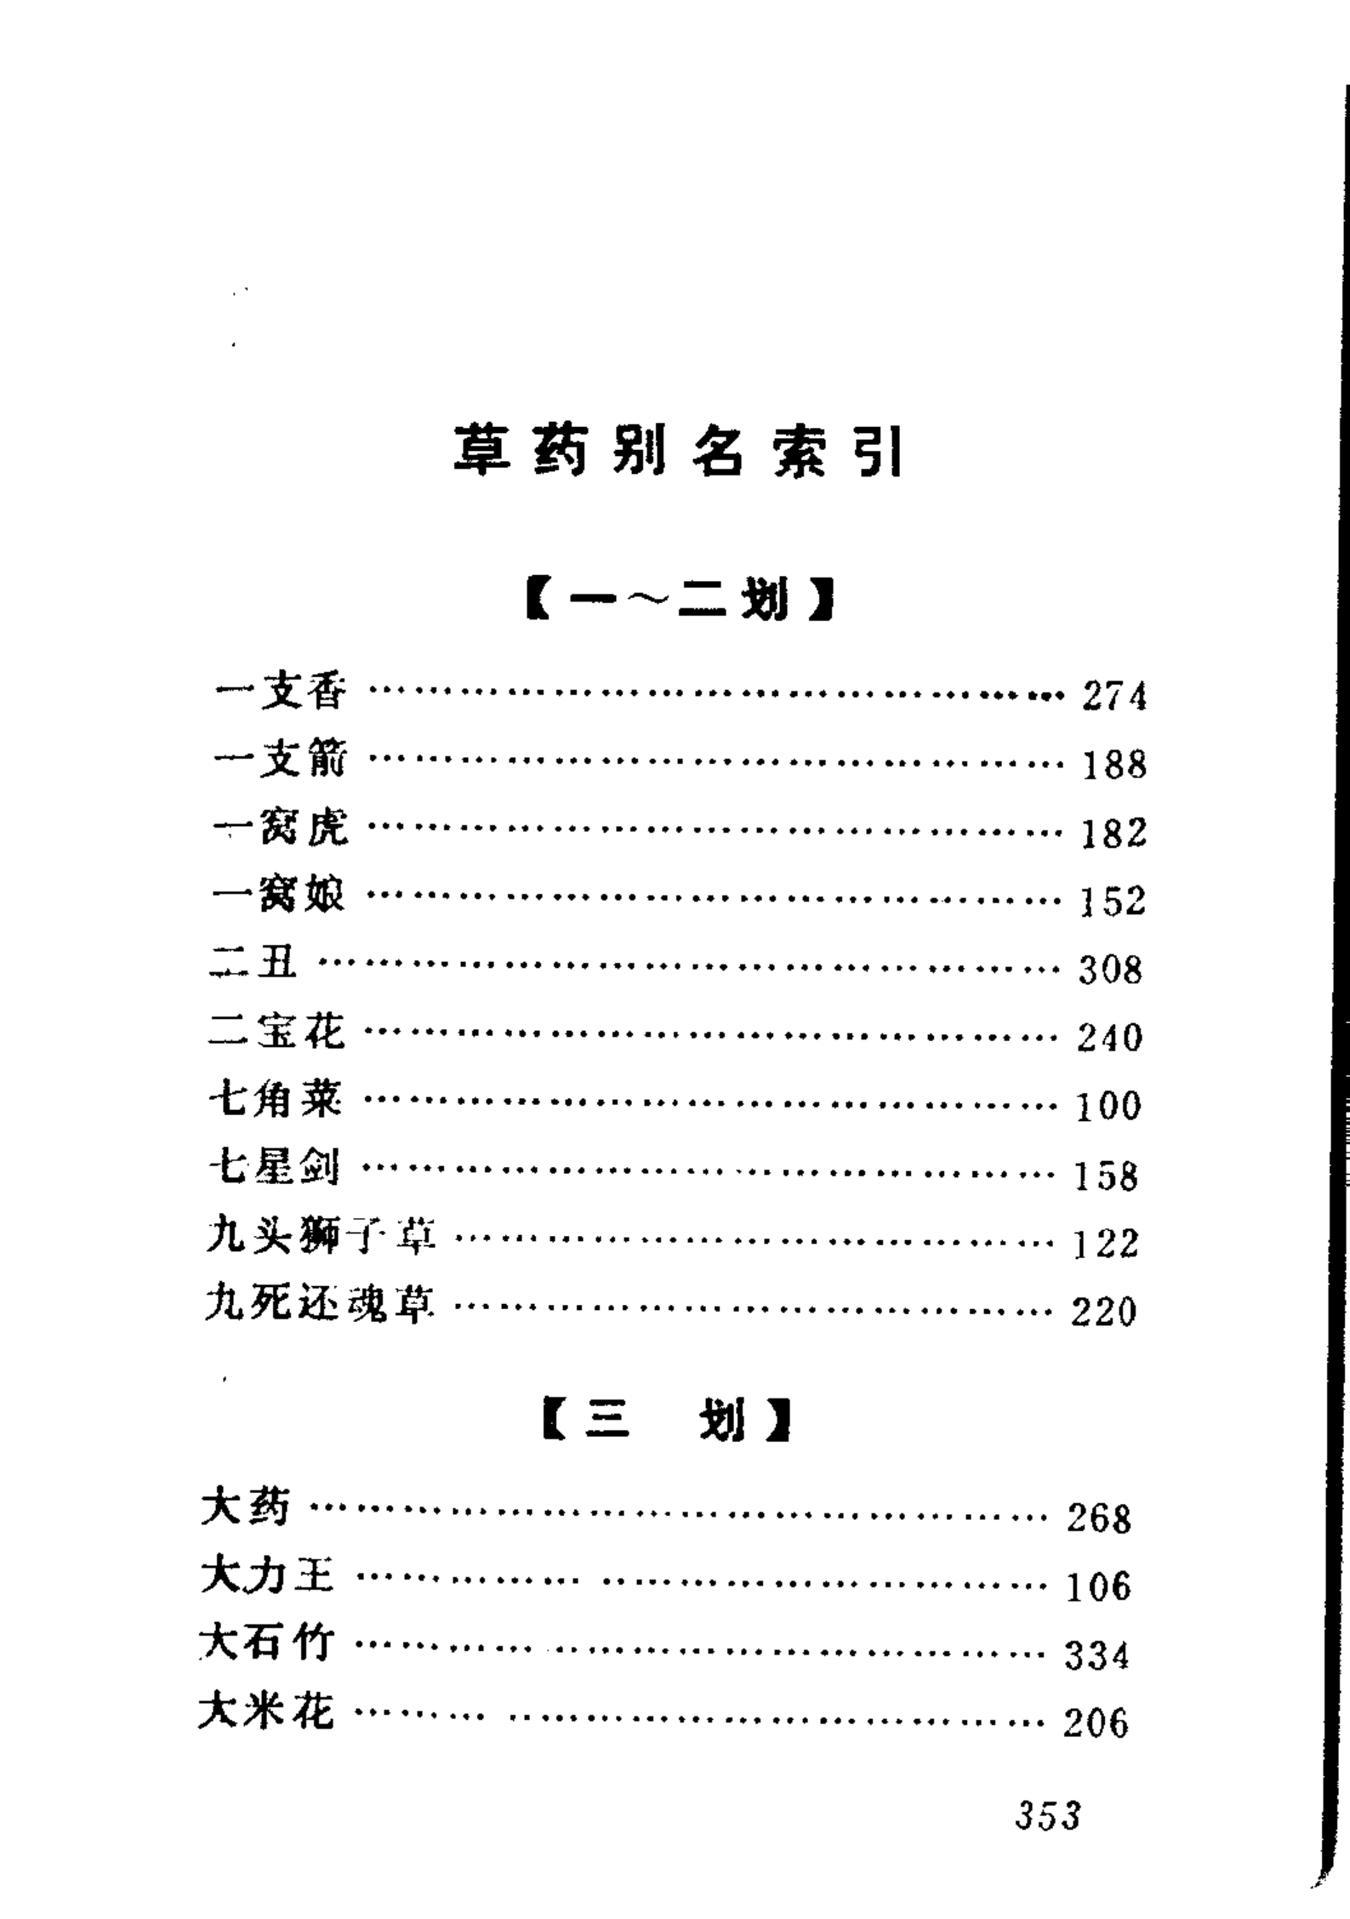 草药别名索引
【一～二划】
一支香 …………………………………………… 274
一支箭 …………………………………………… 188
一窝虎 …………………………………………… 182
一窝娘 …………………………………………… 152
二丑 ……………………………………………… 308
二宝花 …………………………………………… 240
七角菜 …………………………………………… 100
七星剑 …………………………………………… 158
九头狮子草 ……………………………………… 122
九死还魂草 ……………………………………… 220
【三 划】
大药 ……………………………………………… 268
大力王 …………………………………………… 106
大石竹 …………………………………………… 334
大米花 …………………………………………… 206
353